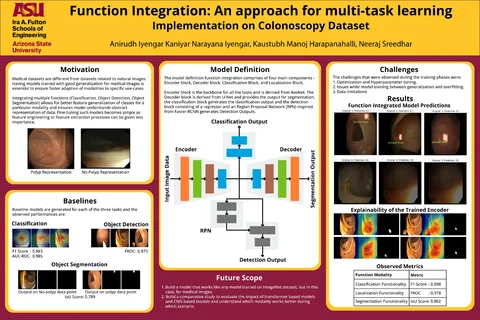 ASU
Ira A. Fulton
Schools of
Engineering
Arizona State
University
Function Integration: An approach for multi-task learning
Implementation on Colonoscopy Dataset
Anirudh Iyengar Kaniyar Narayana Iyengar, Kaustubh Manoj Harapanahalli, Neeraj Sreedhar
Motivation
Medical datasets are different from datasets related to natural images.
Having models trained with good generalization for medical images is
essential to ensure faster adaptation of modalities to specific use-cases.
Integrating multiple functions (Classification, Object Detection, Object
Segmentation) allows for better feature generalization of classes for a
particular modality and ensures model understands abstract
representation of data. Fine tuning such models becomes simple as
feature engineering or feature extraction processes can be given less
importance.
Polyp Representation
No-Polyp Representation
Baselines
Baseline models are generated for each of the three tasks and the
observed performances are:
Classification
Object Detection
F1 Score : 0.983
AUC-ROC: 0.986
FROC : 0.973
Object Segmentation
Output on No-polyp data point
Output on polyp data point
IoU Score: 0.789
Model Definition
The model definition function integration comprises of four main components -
Encoder block, Decoder block, Classification Block, and Localization Block.
Encoder block is the backbone for all the tasks and is derived from ResNet. The
Decoder block is derived from U-Net and provides the output for segmentation,
the classification block generates the classification output and the detection
block consisting of a regressor and an Region Proposal Network (RPN) inspired
from Faster-RCNN generates Detection Outputs.
Classification Output
Encoder
Decoder
Input Image Data
Segmentation Output
RPN
Detection Output
Future Scope
1. Build a model that works like any model trained on ImageNet dataset, but in this
case, for medical images.
2. Build a comparative study to evaluate the impact of transformer based models
and CNN based models and understand which modality works better during
which scenario.
Challenges
The challenges that were observed during the training phases were:
1. Optimization and Hyperparameter tuning.
2. Issues while model training between generalization and overfitting.
3. Data limitations
Results
Function Integrated Model Predictions
Explainability of the Trained Encoder
Observed Metrics
Function Modality
Metric
Classification Functionality
F1-Score : 0.998
Localization Functionality
FROC : 0.978
Segmentation Functionality
IoU Score: 0.862